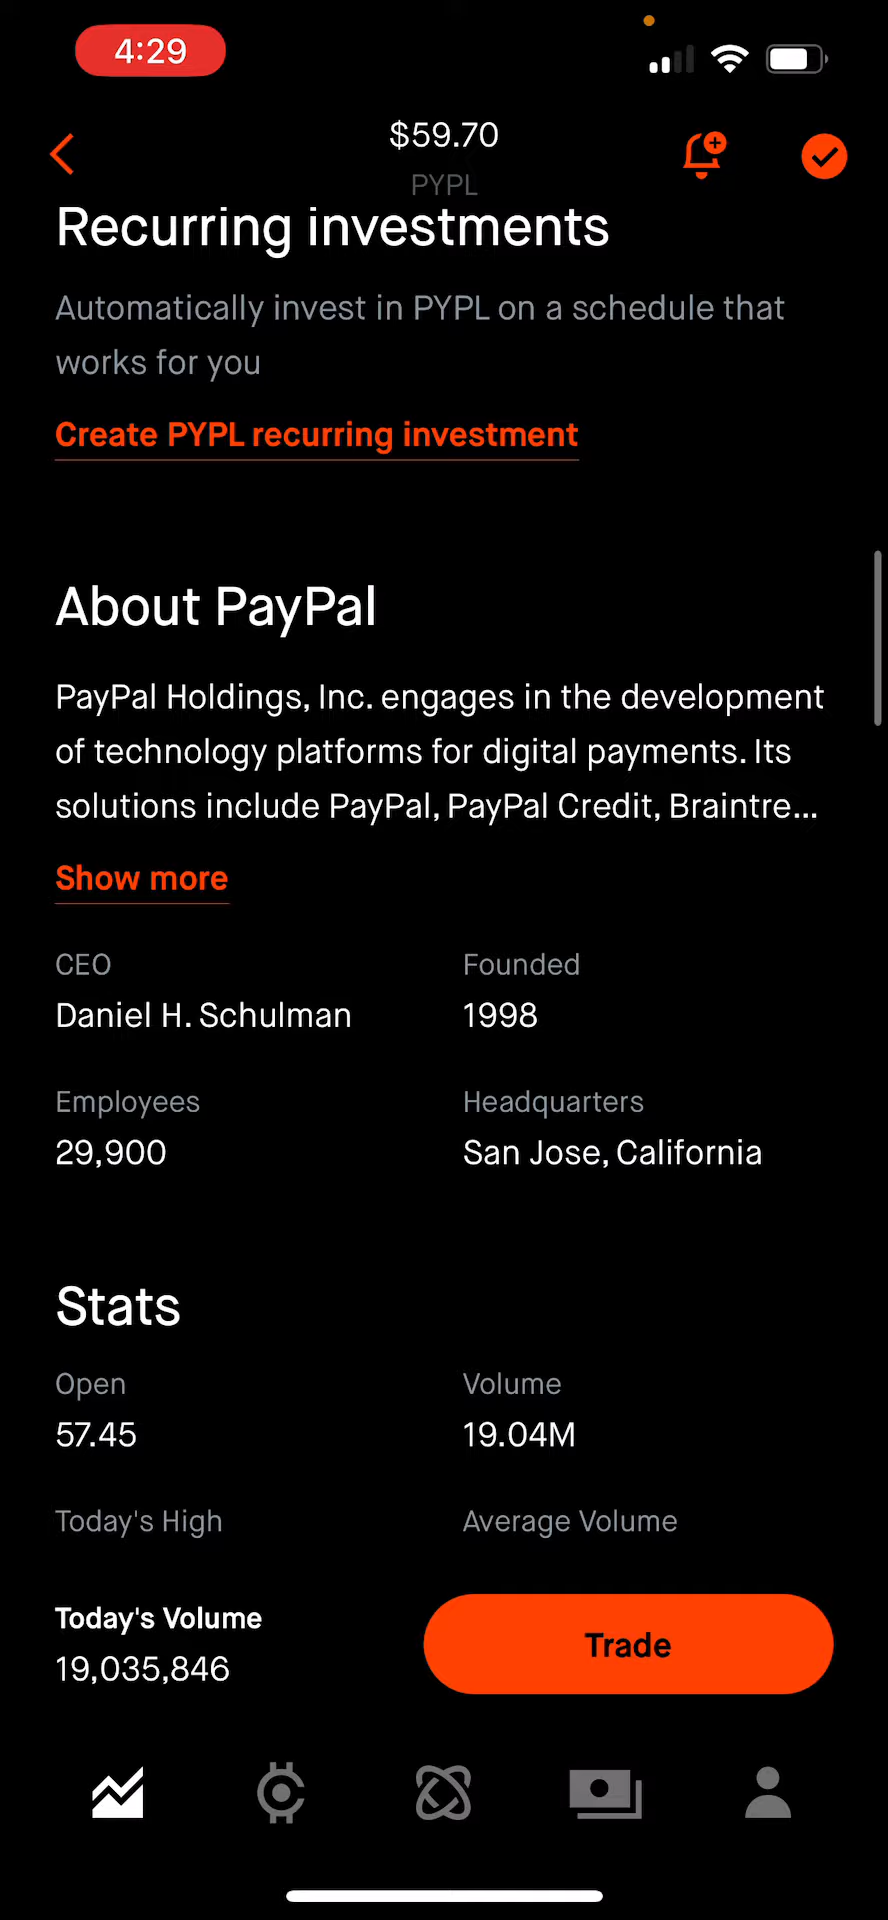 4:29
$59.70
PYPL
Recurring investments
Automatically invest in PYPL on a schedule that
works for you
Create PYPL recurring investment
About PayPal
PayPal Holdings, Inc. engages in the development
of technology platforms for digital payments. Its
solutions include PayPal, PayPal Credit, Braintre...
Show more
CEO
Founded
Daniel H. Schulman
1998
Employees
Headquarters
29,900
San Jose, California
Stats
Open
Volume
57.45
19.04M
Today's High
Average Volume
Today's Volume
19,035,846
Trade